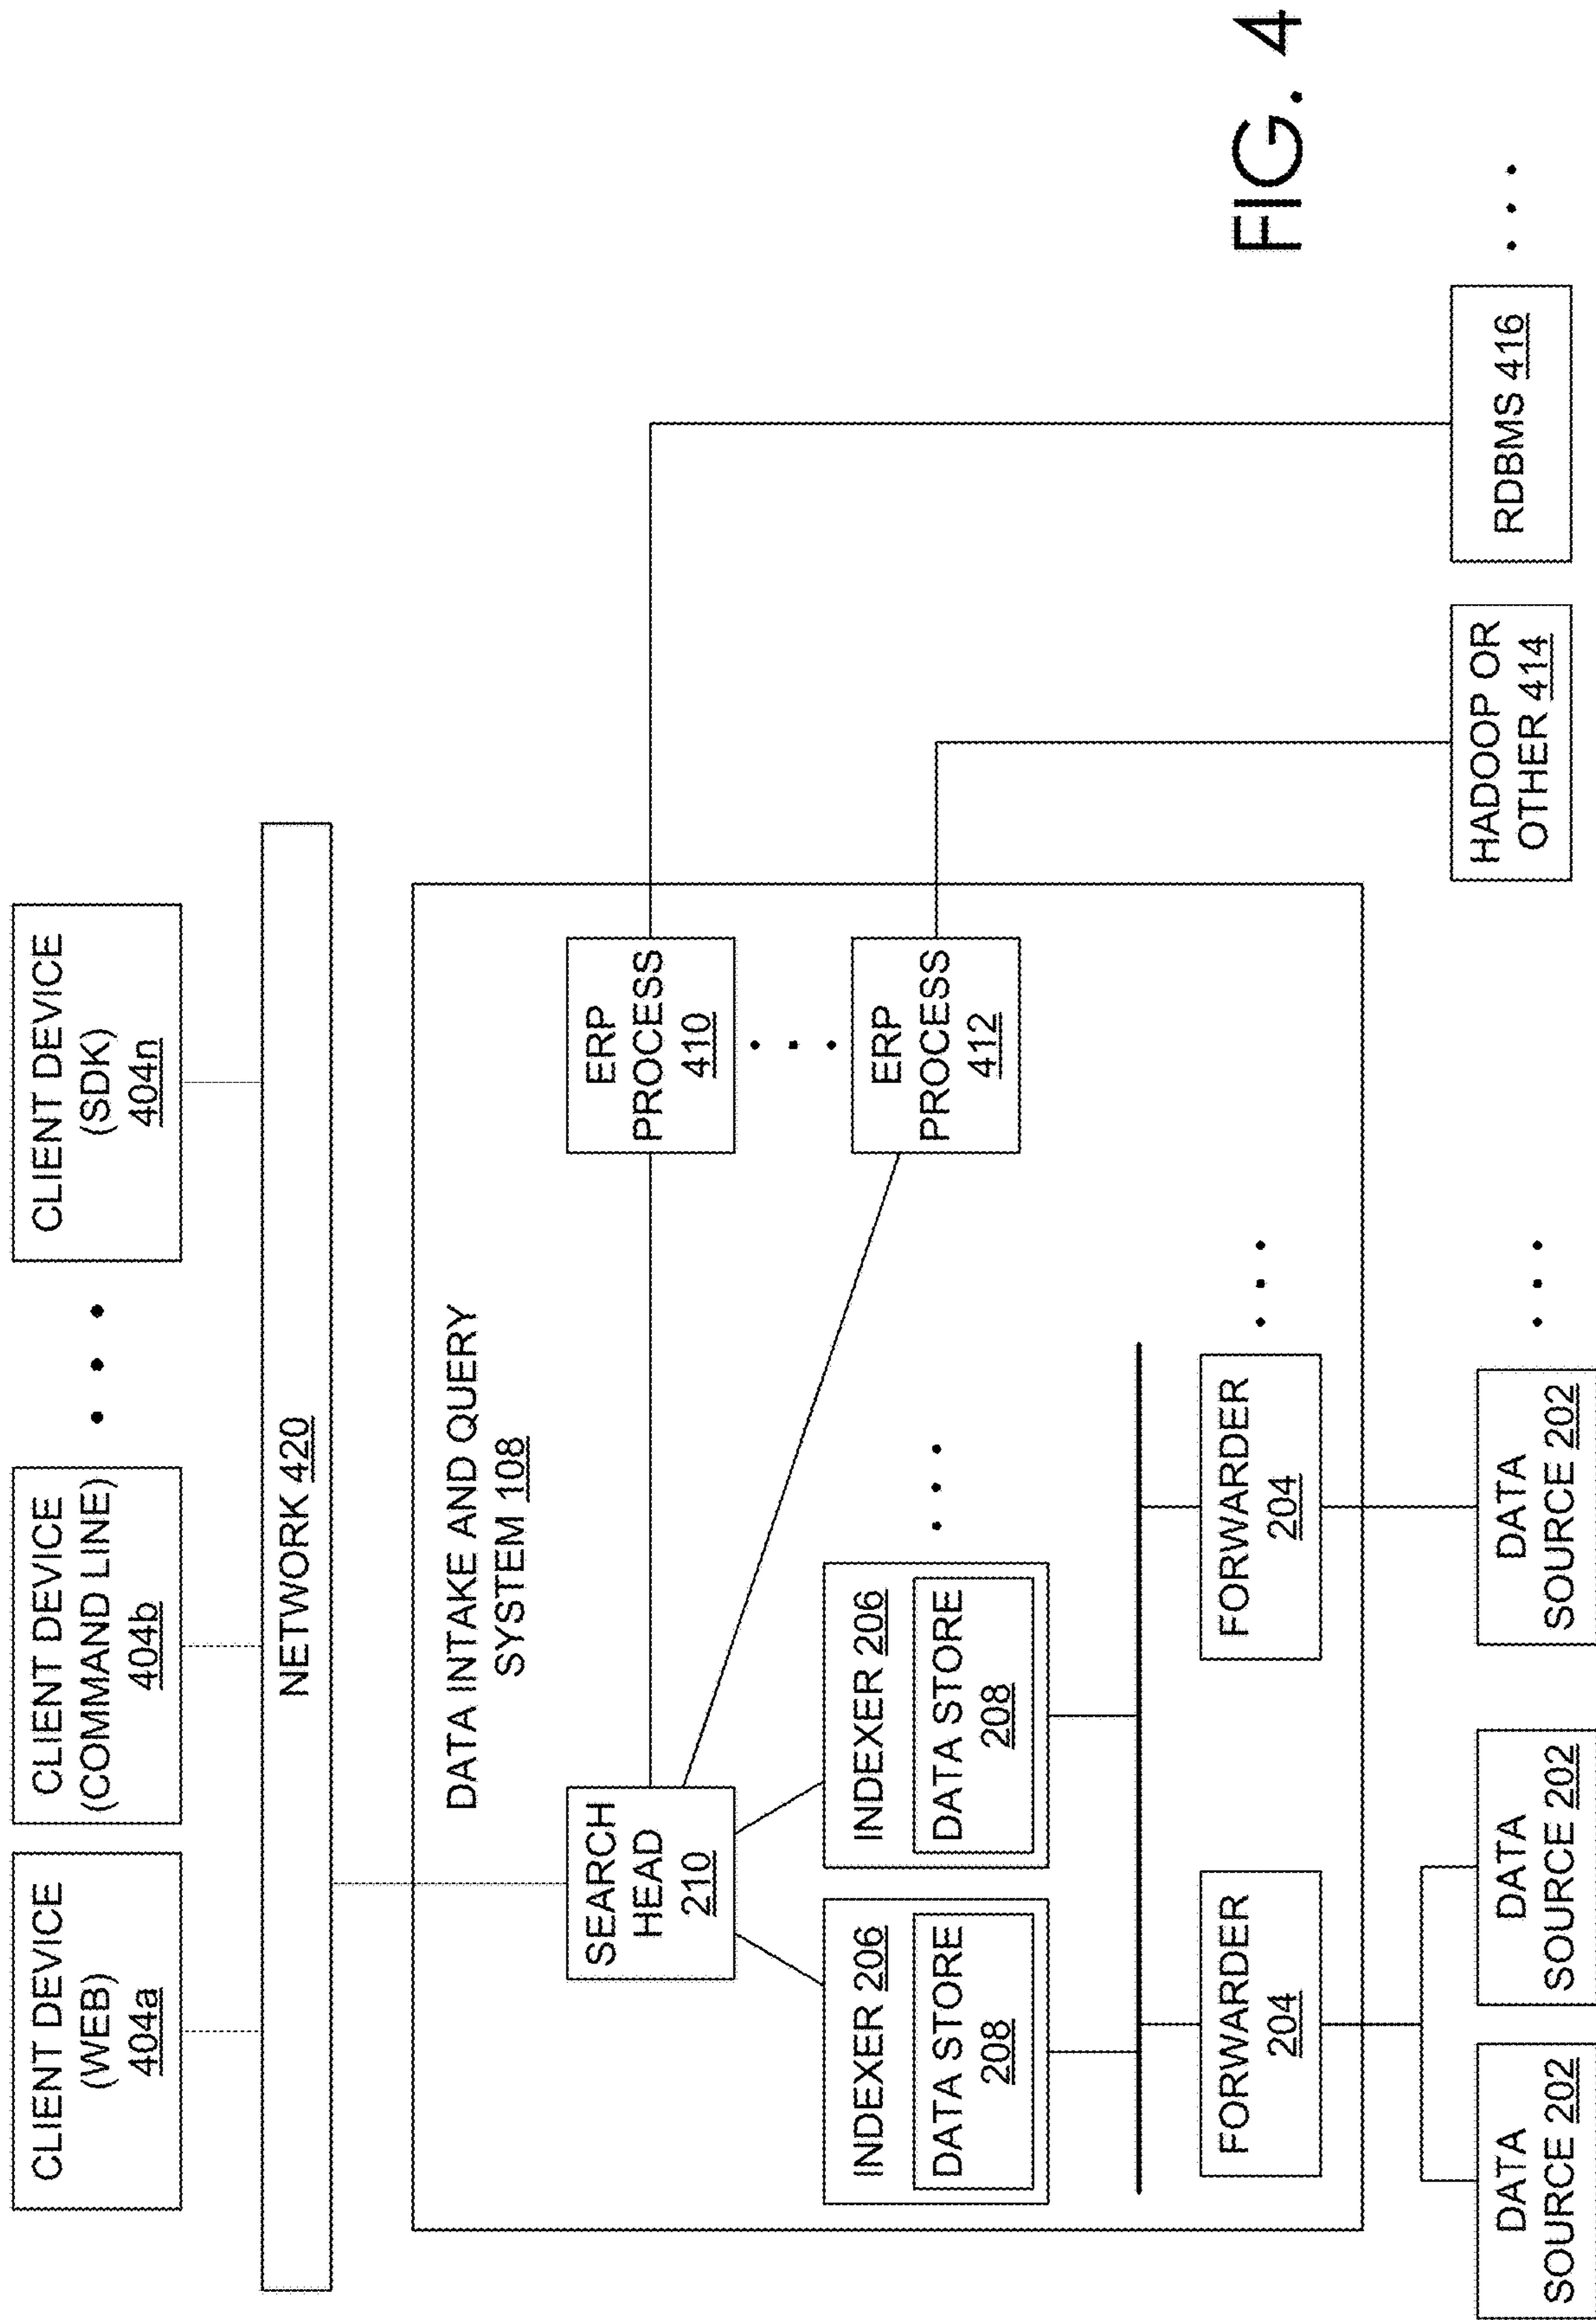 CLIENT DEVICE
(WEB)
404a
CLIENT DEVICE
(COMMAND LINE)
404b
CLIENT DEVICE
(SDK)
404n
NETWORK 420
DATA INTAKE AND QUERY
SYSTEM 108
SEARCH
HEAD
210
ERP
PROCESS
410
INDEXER 206
DATA STORE
208
INDEXER 206
DATA STORE
208
ERP
PROCESS
412
FORWARDER
204
FORWARDER
204
DATA
SOURCE 202
DATA
SOURCE 202
DATA
SOURCE 202
HADOOP OR
OTHER 414
RDBMS 416
FIG. 4